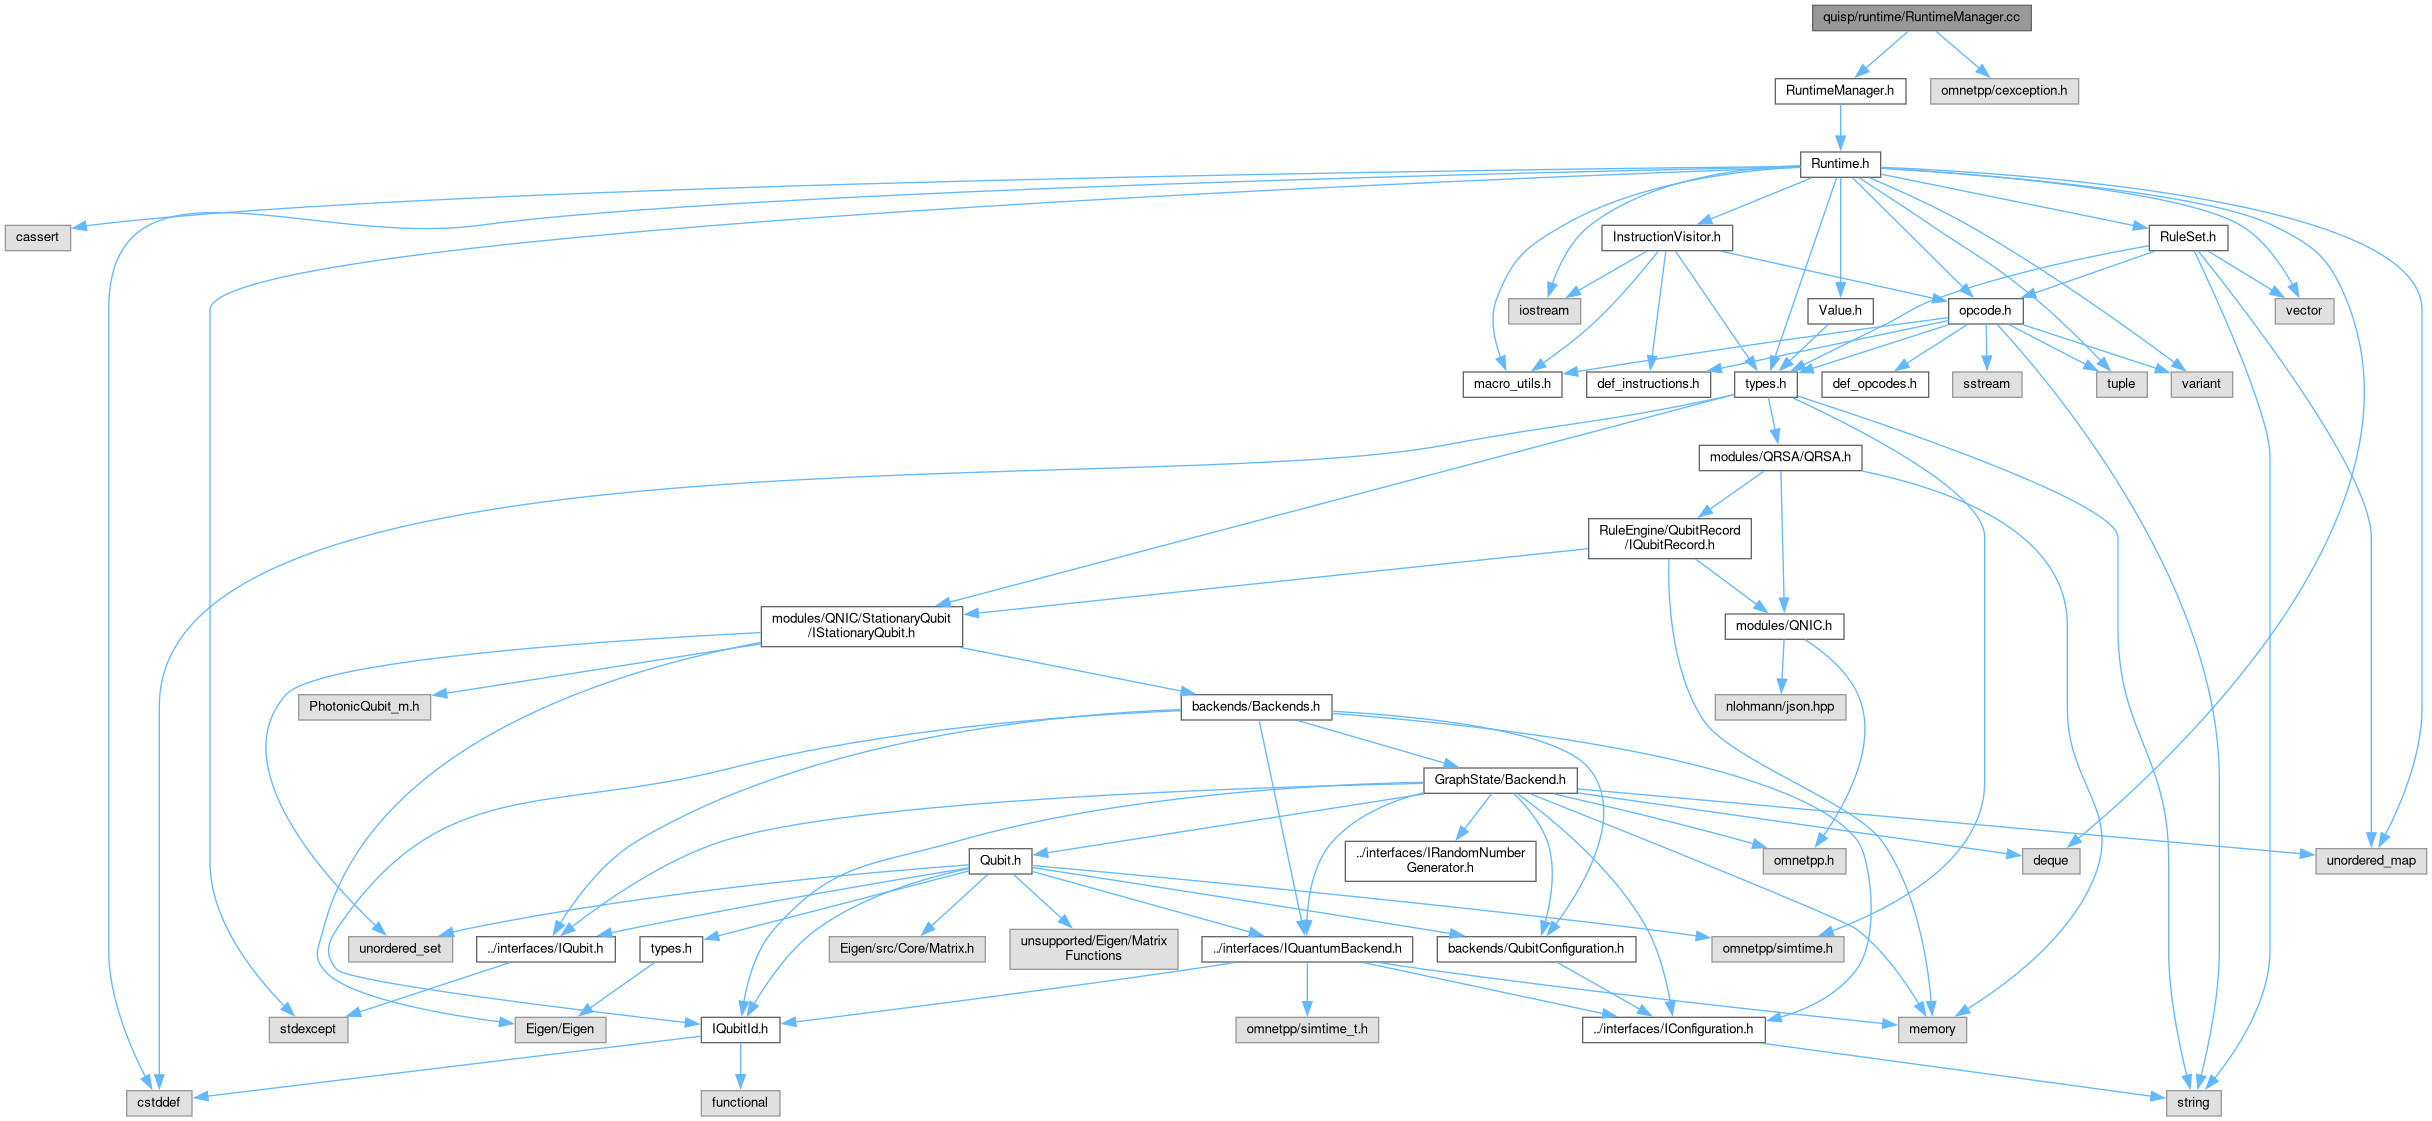 quisp/runtime/RuntimeManager.cc
RuntimeManager.h
omnetpp/cexception.h
Runtime.h
cassert
InstructionVisitor.h
RuleSet.h
iostream
Value.h
opcode.h
vector
macro_utils.h
def_instructions.h
types.h
def_opcodes.h
sstream
tuple
variant
modules/QRSA/QRSA.h
RuleEngine/QubitRecord
/IQubitRecord.h
modules/QNIC/StationaryQubit
/IStationaryQubit.h
modules/QNIC.h
PhotonicQubit_m.h
backends/Backends.h
nlohmann/json.hpp
GraphState/Backend.h
Qubit.h
../interfaces/IRandomNumber
Generator.h
omnetpp.h
deque
unordered_map
unordered_set
../interfaces/IQubit.h
types.h
Eigen/src/Core/Matrix.h
unsupported/Eigen/Matrix
Functions
../interfaces/IQuantumBackend.h
backends/QubitConfiguration.h
omnetpp/simtime.h
stdexcept
Eigen/Eigen
IQubitId.h
omnetpp/simtime_t.h
../interfaces/IConfiguration.h
memory
cstddef
functional
string